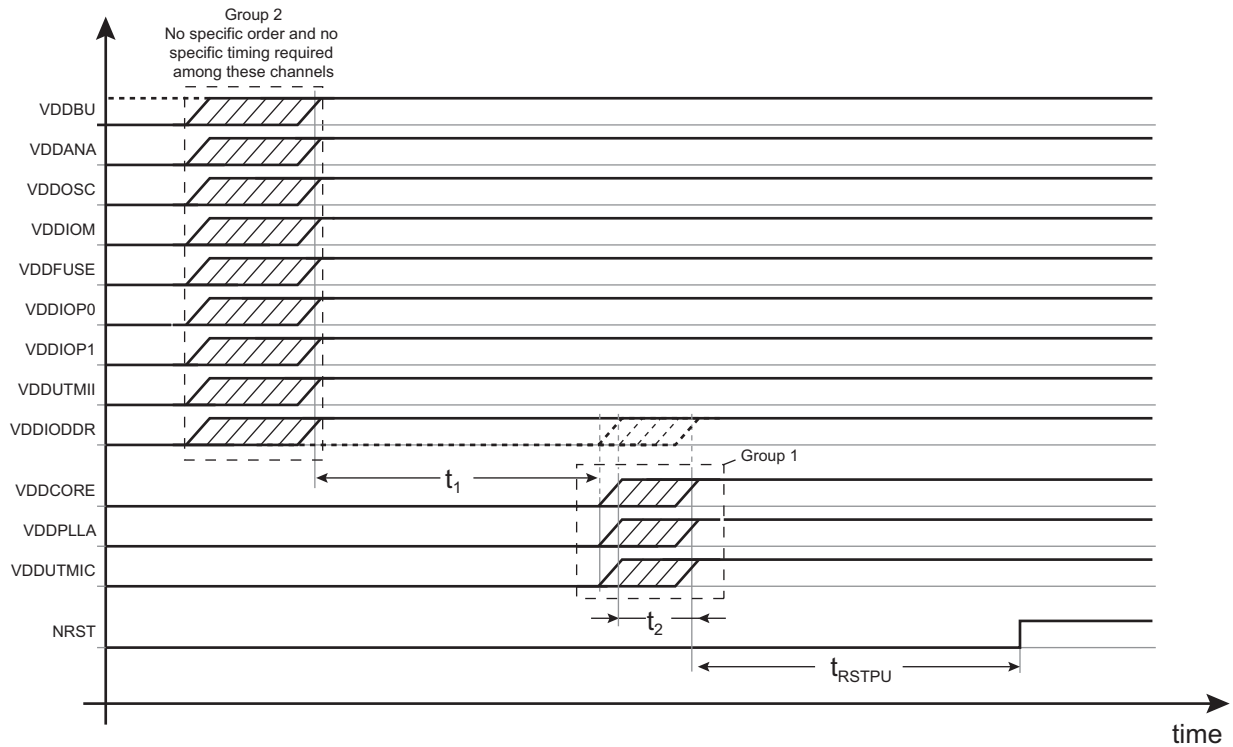 Group 2
No specific order and no
specific timing required
among these channels
VDDBU
VDDANA
VDDOSC
VDDIOM
VDDFUSE
VDDIOP0
VDDIOP1
VDDUTMII
VDDIODDR
Group 1
t1
VDDCORE
VDDPLLA
VDDUTMIC
t2
NRST
tRSTPU
time